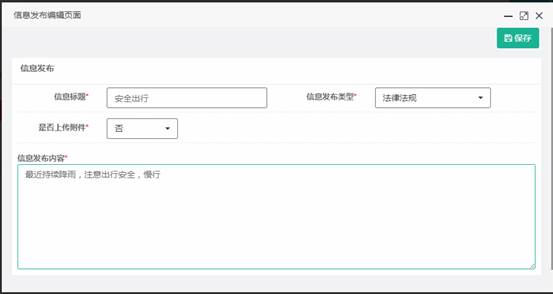 信息发布编辑页面
保存
信息发布
信息标题* 安全出行 信息发布类型* 法律法规
是否上传附件* 否
信息发布内容*
最近持续降雨，注意出行安全，慢行